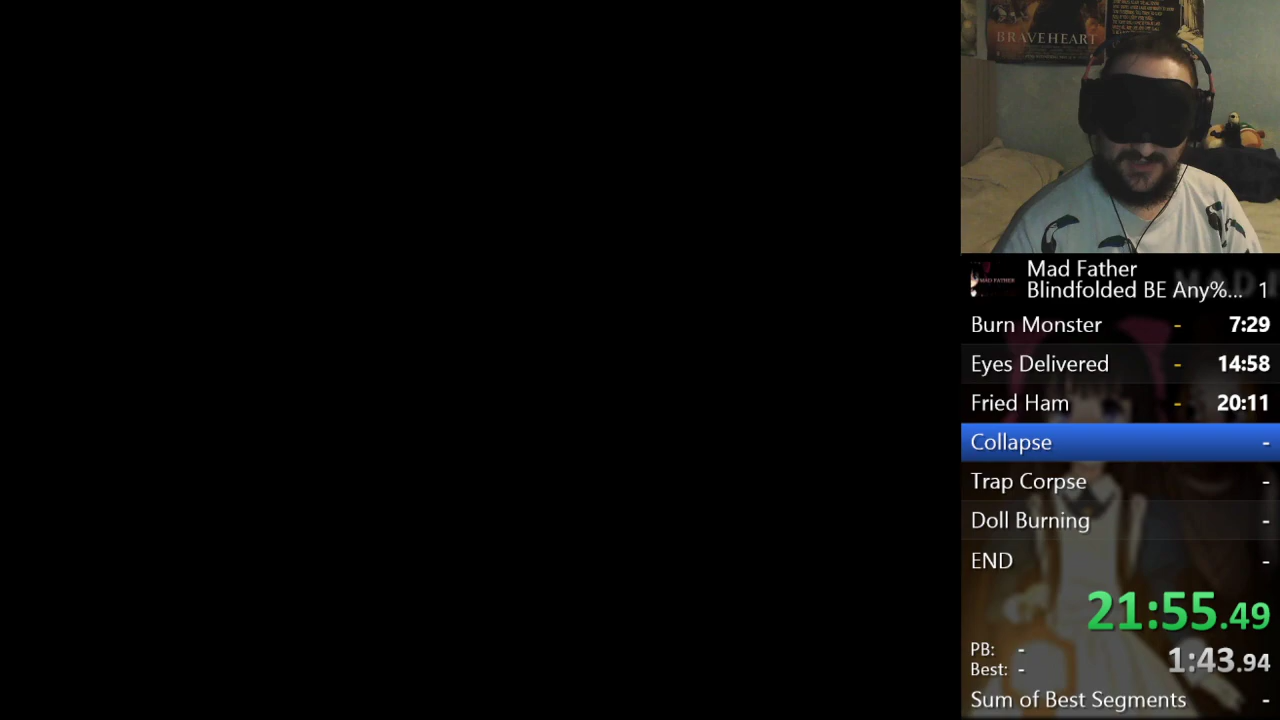 BRAVEHEART
Mad Father
Blindfolded BE Any%... 1
Burn Monster - 7:29
Eyes Delivered - 14:58
Fried Ham - 20:11
Collapse -
Trap Corpse -
Doll Burning -
END -
21:55.49
PB: -
Best: -
1:43.94
Sum of Best Segments -